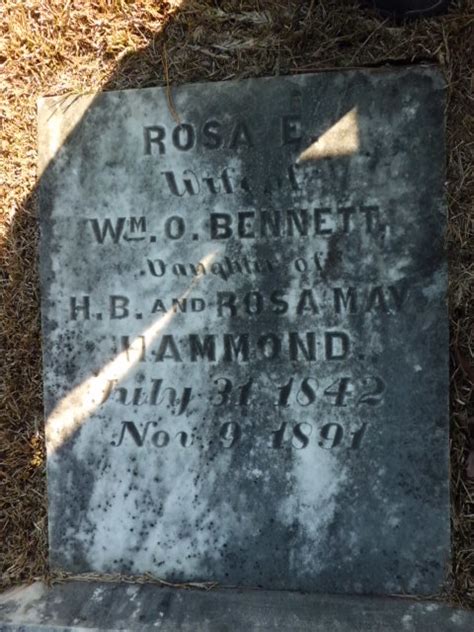 ROSA E.
Wife of
WM. O. BENNETT,
Daughter of
H.B. AND ROSA MAY
HAMMOND.
July 31, 1842
Nov. 9, 1891